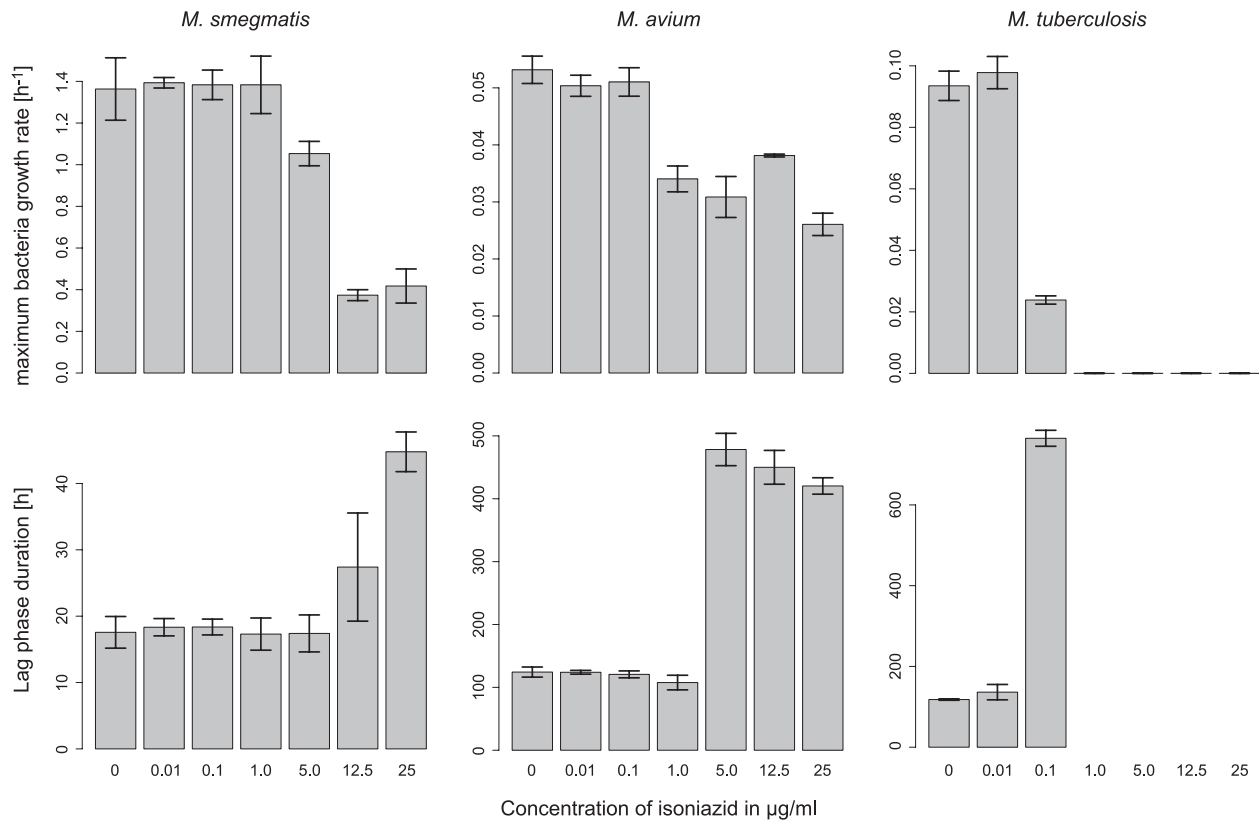 M. smegmatis
M. avium
M. tuberculosis
maximum bacteria growth rate [h-1]
0.0 0.2 0.4 0.6 0.8 1.0 1.2 1.4
0.00 0.01 0.02 0.03 0.04 0.05
0.00 0.02 0.04 0.06 0.08 0.10
Lag phase duration [h]
0 10 20 30 40
0 100 200 300 400 500
0 200 400 600
0 0.01 0.1 1.0 5.0 12.5 25
0 0.01 0.1 1.0 5.0 12.5 25
0 0.01 0.1 1.0 5.0 12.5 25
Concentration of isoniazid in µg/ml